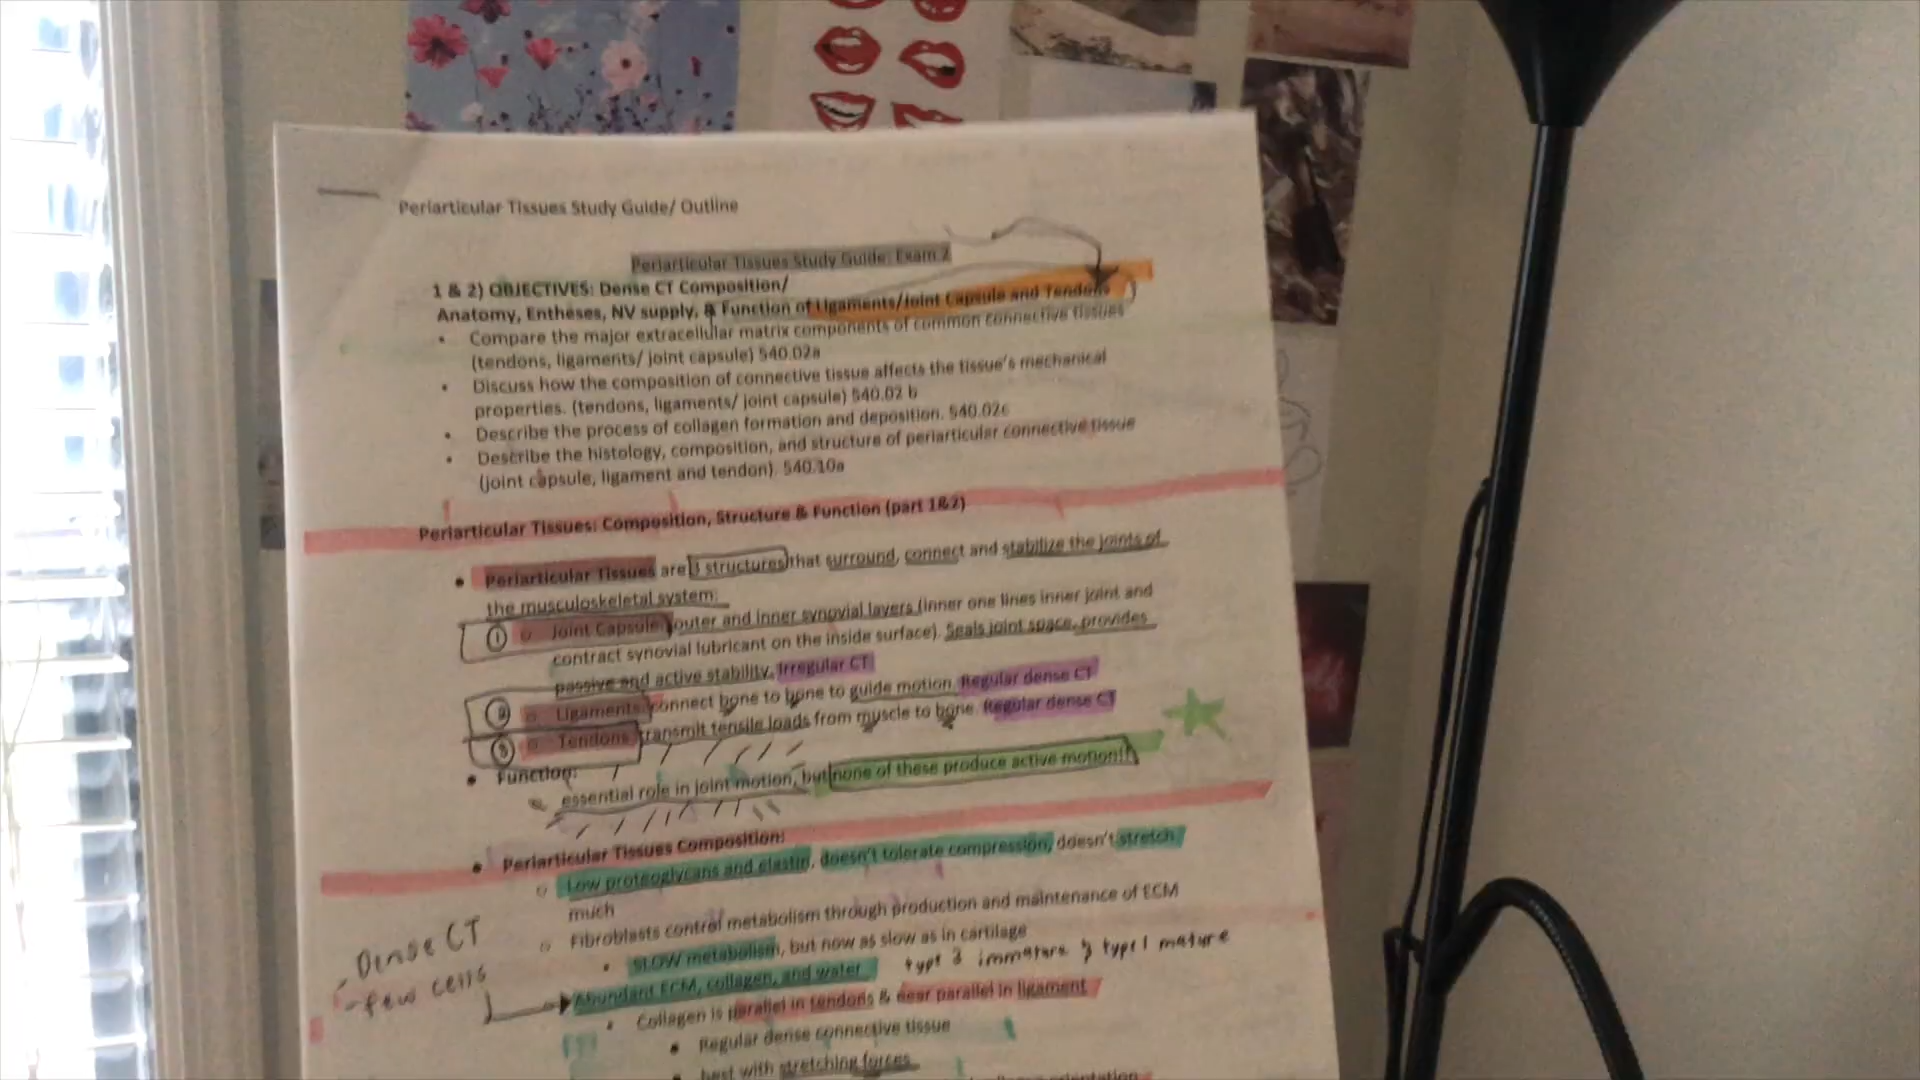 Periarticular Tissues Study Guide/ Outline
Periarticular Tissues Study Guide: Exam 2
1 & 2) OBJECTIVES: Dense CT Composition/
Anatomy, Entheses, NV supply, & Function of Ligaments/Joint Capsule and Tendons
• Compare the major extracellular matrix components of common connective tissues
(tendons, ligaments/ joint capsule) 540.02a
• Discuss how the composition of connective tissue affects the tissue's mechanical
properties. (tendons, ligaments/ joint capsule) 540.02 b
• Describe the process of collagen formation and deposition. 540.02c
• Describe the histology, composition, and structure of periarticular connective tissue
(joint capsule, ligament and tendon). 540.10a
Periarticular Tissues: Composition, Structure & Function (part 1&2)
• Periarticular Tissues are 3 structures that surround, connect and stabilize the joints of
the musculoskeletal system:
① o Joint Capsule: outer and inner synovial layers (inner one lines inner joint and
contract synovial lubricant on the inside surface). Seals joint space, provides
passive and active stability. Irregular CT
② o Ligaments: connect bone to bone to guide motion. Regular dense CT
③ o Tendons: transmit tensile loads from muscle to bone. Regular dense CT
• Function:
essential role in joint motion, but none of these produce active motion!!
• Periarticular Tissues Composition:
o Low proteoglycans and elastin, doesn't tolerate compression, doesn't stretch
much
o Fibroblasts control metabolism through production and maintenance of ECM
• SLOW metabolism, but now as slow as in cartilage
type 3 immature → type 1 mature
- Dense CT
- few cells
Abundant ECM, collagen, and water
• Collagen is parallel in tendons & near parallel in ligament
• Regular dense connective tissue
• best with stretching forces
orientation